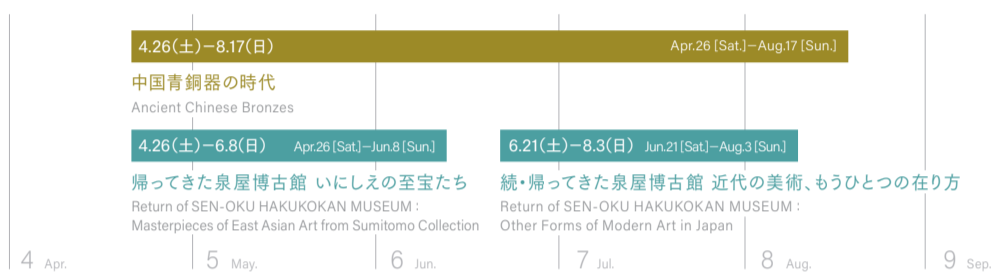 4.26(土)−8.17(日) Apr.26 [Sat.]−Aug.17 [Sun.]
中国青銅器の時代
Ancient Chinese Bronzes
4.26(土)−6.8(日) Apr.26 [Sat.]−Jun.8 [Sun.]
帰ってきた泉屋博古館 いにしえの至宝たち
Return of SEN-OKU HAKUKOKAN MUSEUM :
Masterpieces of East Asian Art from Sumitomo Collection
6.21(土)−8.3(日) Jun.21 [Sat.]−Aug.3 [Sun.]
続・帰ってきた泉屋博古館 近代の美術、もうひとつの在り方
Return of SEN-OKU HAKUKOKAN MUSEUM :
Other Forms of Modern Art in Japan
4 Apr. 5 May. 6 Jun. 7 Jul. 8 Aug. 9 Sep.